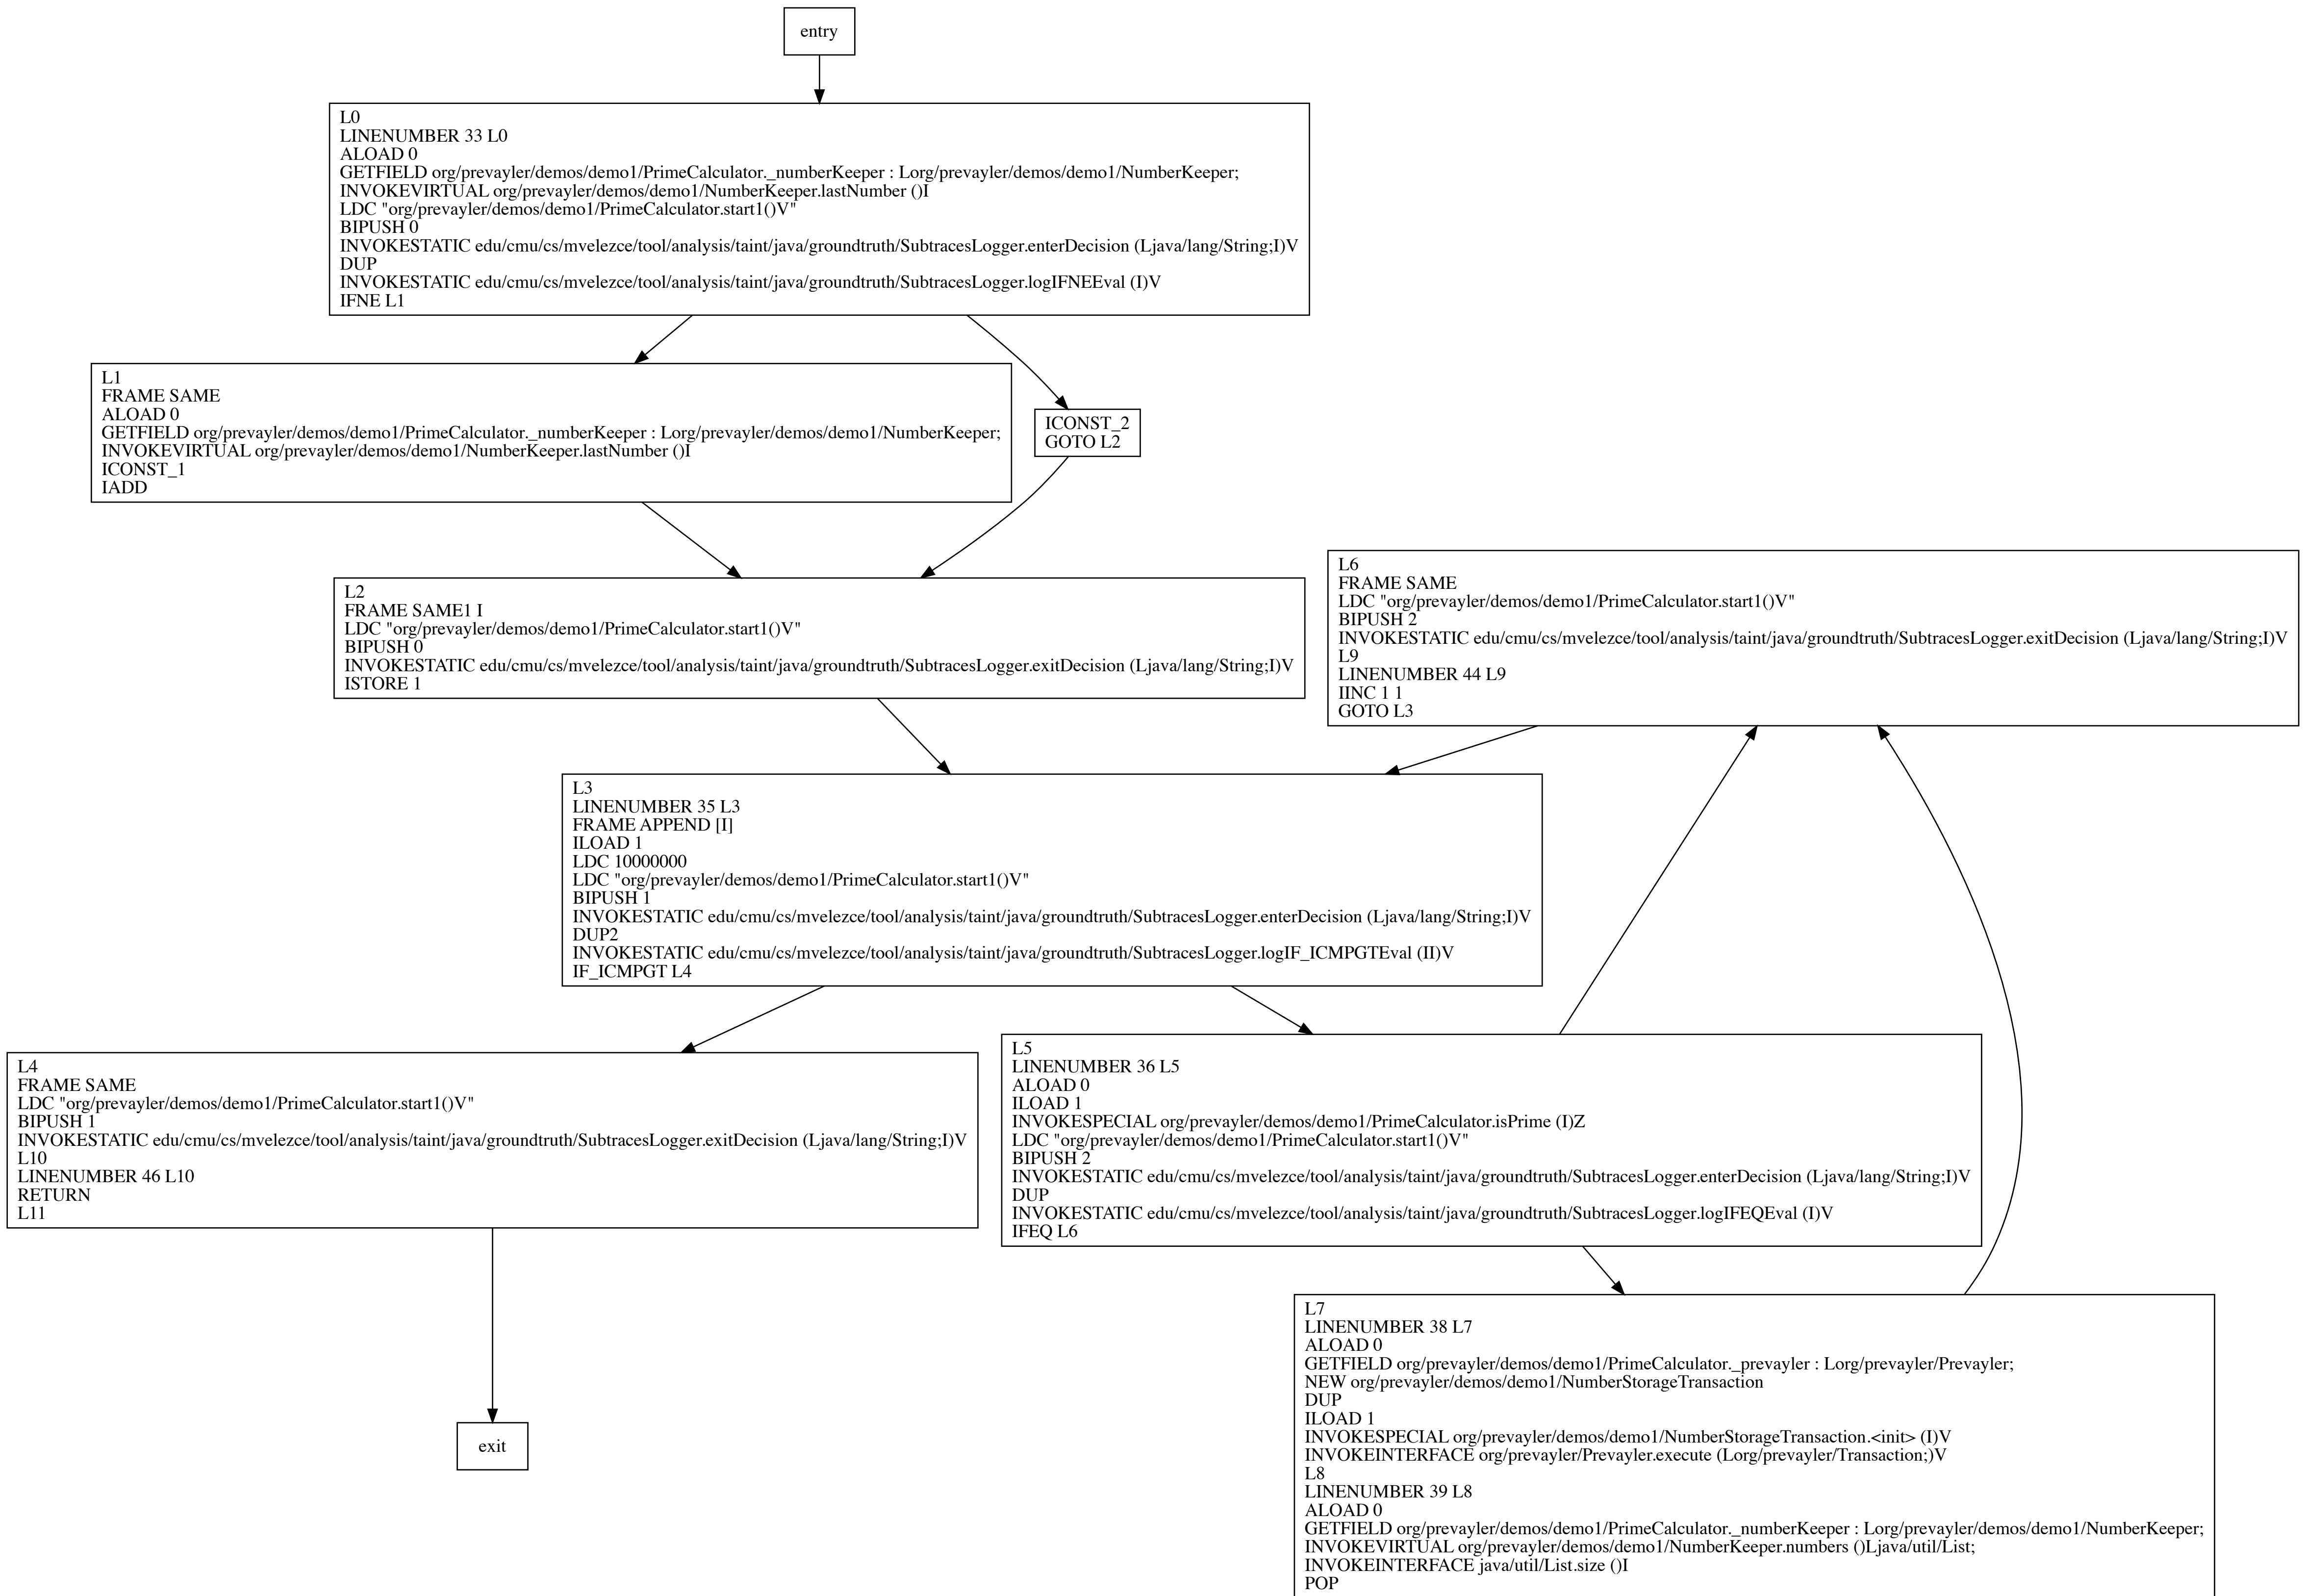 entry
L0
LINENUMBER 33 L0
ALOAD 0
GETFIELD org/prevayler/demos/demo1/PrimeCalculator._numberKeeper : Lorg/prevayler/demos/demo1/NumberKeeper;
INVOKEVIRTUAL org/prevayler/demos/demo1/NumberKeeper.lastNumber ()I
LDC "org/prevayler/demos/demo1/PrimeCalculator.start1()V"
BIPUSH 0
INVOKESTATIC edu/cmu/cs/mvelezce/tool/analysis/taint/java/groundtruth/SubtracesLogger.enterDecision (Ljava/lang/String;I)V
DUP
INVOKESTATIC edu/cmu/cs/mvelezce/tool/analysis/taint/java/groundtruth/SubtracesLogger.logIFNEEval (I)V
IFNE L1
L1
FRAME SAME
ALOAD 0
GETFIELD org/prevayler/demos/demo1/PrimeCalculator._numberKeeper : Lorg/prevayler/demos/demo1/NumberKeeper;
INVOKEVIRTUAL org/prevayler/demos/demo1/NumberKeeper.lastNumber ()I
ICONST_1
IADD
ICONST_2
GOTO L2
L2
FRAME SAME1 I
LDC "org/prevayler/demos/demo1/PrimeCalculator.start1()V"
BIPUSH 0
INVOKESTATIC edu/cmu/cs/mvelezce/tool/analysis/taint/java/groundtruth/SubtracesLogger.exitDecision (Ljava/lang/String;I)V
ISTORE 1
L6
FRAME SAME
LDC "org/prevayler/demos/demo1/PrimeCalculator.start1()V"
BIPUSH 2
INVOKESTATIC edu/cmu/cs/mvelezce/tool/analysis/taint/java/groundtruth/SubtracesLogger.exitDecision (Ljava/lang/String;I)V
L9
LINENUMBER 44 L9
IINC 1 1
GOTO L3
L3
LINENUMBER 35 L3
FRAME APPEND [I]
ILOAD 1
LDC 10000000
LDC "org/prevayler/demos/demo1/PrimeCalculator.start1()V"
BIPUSH 1
INVOKESTATIC edu/cmu/cs/mvelezce/tool/analysis/taint/java/groundtruth/SubtracesLogger.enterDecision (Ljava/lang/String;I)V
DUP2
INVOKESTATIC edu/cmu/cs/mvelezce/tool/analysis/taint/java/groundtruth/SubtracesLogger.logIF_ICMPGTEval (II)V
IF_ICMPGT L4
L4
FRAME SAME
LDC "org/prevayler/demos/demo1/PrimeCalculator.start1()V"
BIPUSH 1
INVOKESTATIC edu/cmu/cs/mvelezce/tool/analysis/taint/java/groundtruth/SubtracesLogger.exitDecision (Ljava/lang/String;I)V
L10
LINENUMBER 46 L10
RETURN
L11
L5
LINENUMBER 36 L5
ALOAD 0
ILOAD 1
INVOKESPECIAL org/prevayler/demos/demo1/PrimeCalculator.isPrime (I)Z
LDC "org/prevayler/demos/demo1/PrimeCalculator.start1()V"
BIPUSH 2
INVOKESTATIC edu/cmu/cs/mvelezce/tool/analysis/taint/java/groundtruth/SubtracesLogger.enterDecision (Ljava/lang/String;I)V
DUP
INVOKESTATIC edu/cmu/cs/mvelezce/tool/analysis/taint/java/groundtruth/SubtracesLogger.logIFEQEval (I)V
IFEQ L6
exit
L7
LINENUMBER 38 L7
ALOAD 0
GETFIELD org/prevayler/demos/demo1/PrimeCalculator._prevayler : Lorg/prevayler/Prevayler;
NEW org/prevayler/demos/demo1/NumberStorageTransaction
DUP
ILOAD 1
INVOKESPECIAL org/prevayler/demos/demo1/NumberStorageTransaction.<init> (I)V
INVOKEINTERFACE org/prevayler/Prevayler.execute (Lorg/prevayler/Transaction;)V
L8
LINENUMBER 39 L8
ALOAD 0
GETFIELD org/prevayler/demos/demo1/PrimeCalculator._numberKeeper : Lorg/prevayler/demos/demo1/NumberKeeper;
INVOKEVIRTUAL org/prevayler/demos/demo1/NumberKeeper.numbers ()Ljava/util/List;
INVOKEINTERFACE java/util/List.size ()I
POP